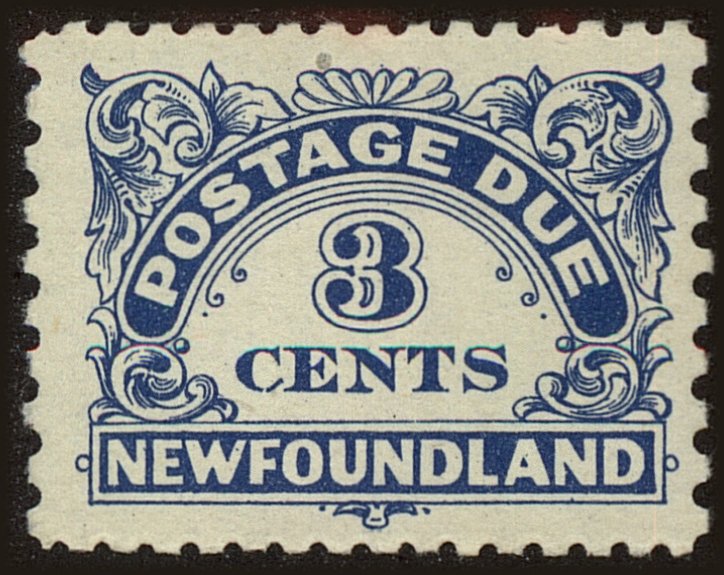 POSTAGE DUE
3
CENTS
NEWFOUNDLAND